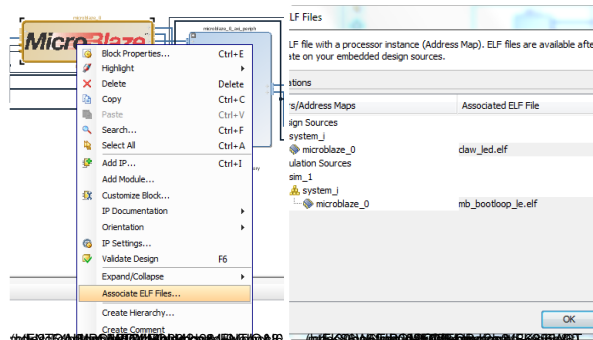 microblaze_0
MicroBlaze
microblaze_0_axi_periph
Block Properties... Ctrl+E
Highlight
Delete Delete
Copy Ctrl+C
Paste Ctrl+V
Search... Ctrl+F
Select All Ctrl+A
Add IP... Ctrl+I
Add Module...
Customize Block...
IP Documentation
Orientation
IP Settings...
Validate Design F6
Expand/Collapse
Associate ELF Files...
Create Hierarchy...
Create Comment
LF Files
LF file with a processor instance (Address Map). ELF files are available afte
ate on your embedded design sources.
ations
rs/Address Maps Associated ELF File
sign Sources
system_i
microblaze_0 claw_led.elf
ulation Sources
sim_1
system_i
microblaze_0 mb_bootloop_le.elf
OK